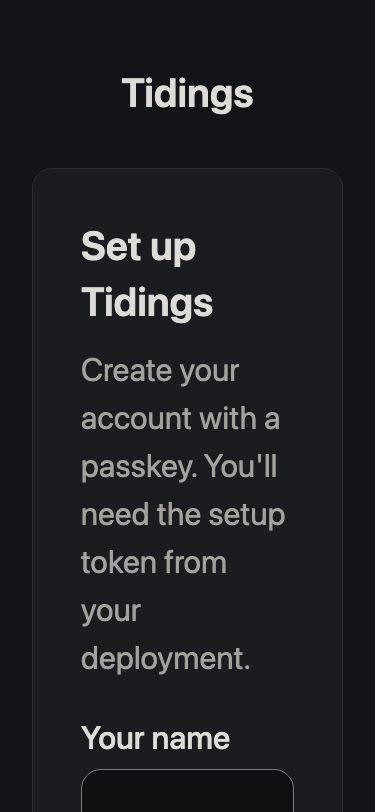 Tidings
Set up
Tidings
Create your
account with a
passkey. You'll
need the setup
token from
your
deployment.
Your name